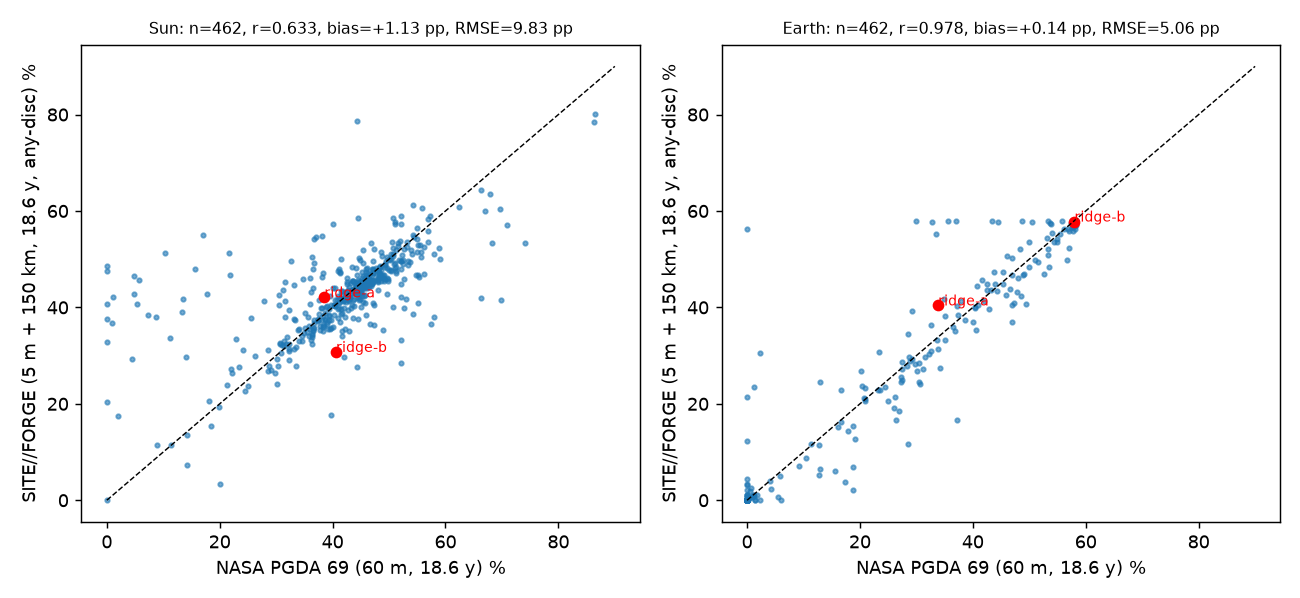 Sun: n=462, r=0.633, bias=+1.13 pp, RMSE=9.83 pp
SITE//FORGE (5 m + 150 km, 18.6 y, any-disc) %
80
60
40
20
0
ridge-a
ridge-b
0 20 40 60 80
NASA PGDA 69 (60 m, 18.6 y) %
Earth: n=462, r=0.978, bias=+0.14 pp, RMSE=5.06 pp
SITE//FORGE (5 m + 150 km, 18.6 y, any-disc) %
80
60
40
20
0
ridge-b
ridge-a
0 20 40 60 80
NASA PGDA 69 (60 m, 18.6 y) %